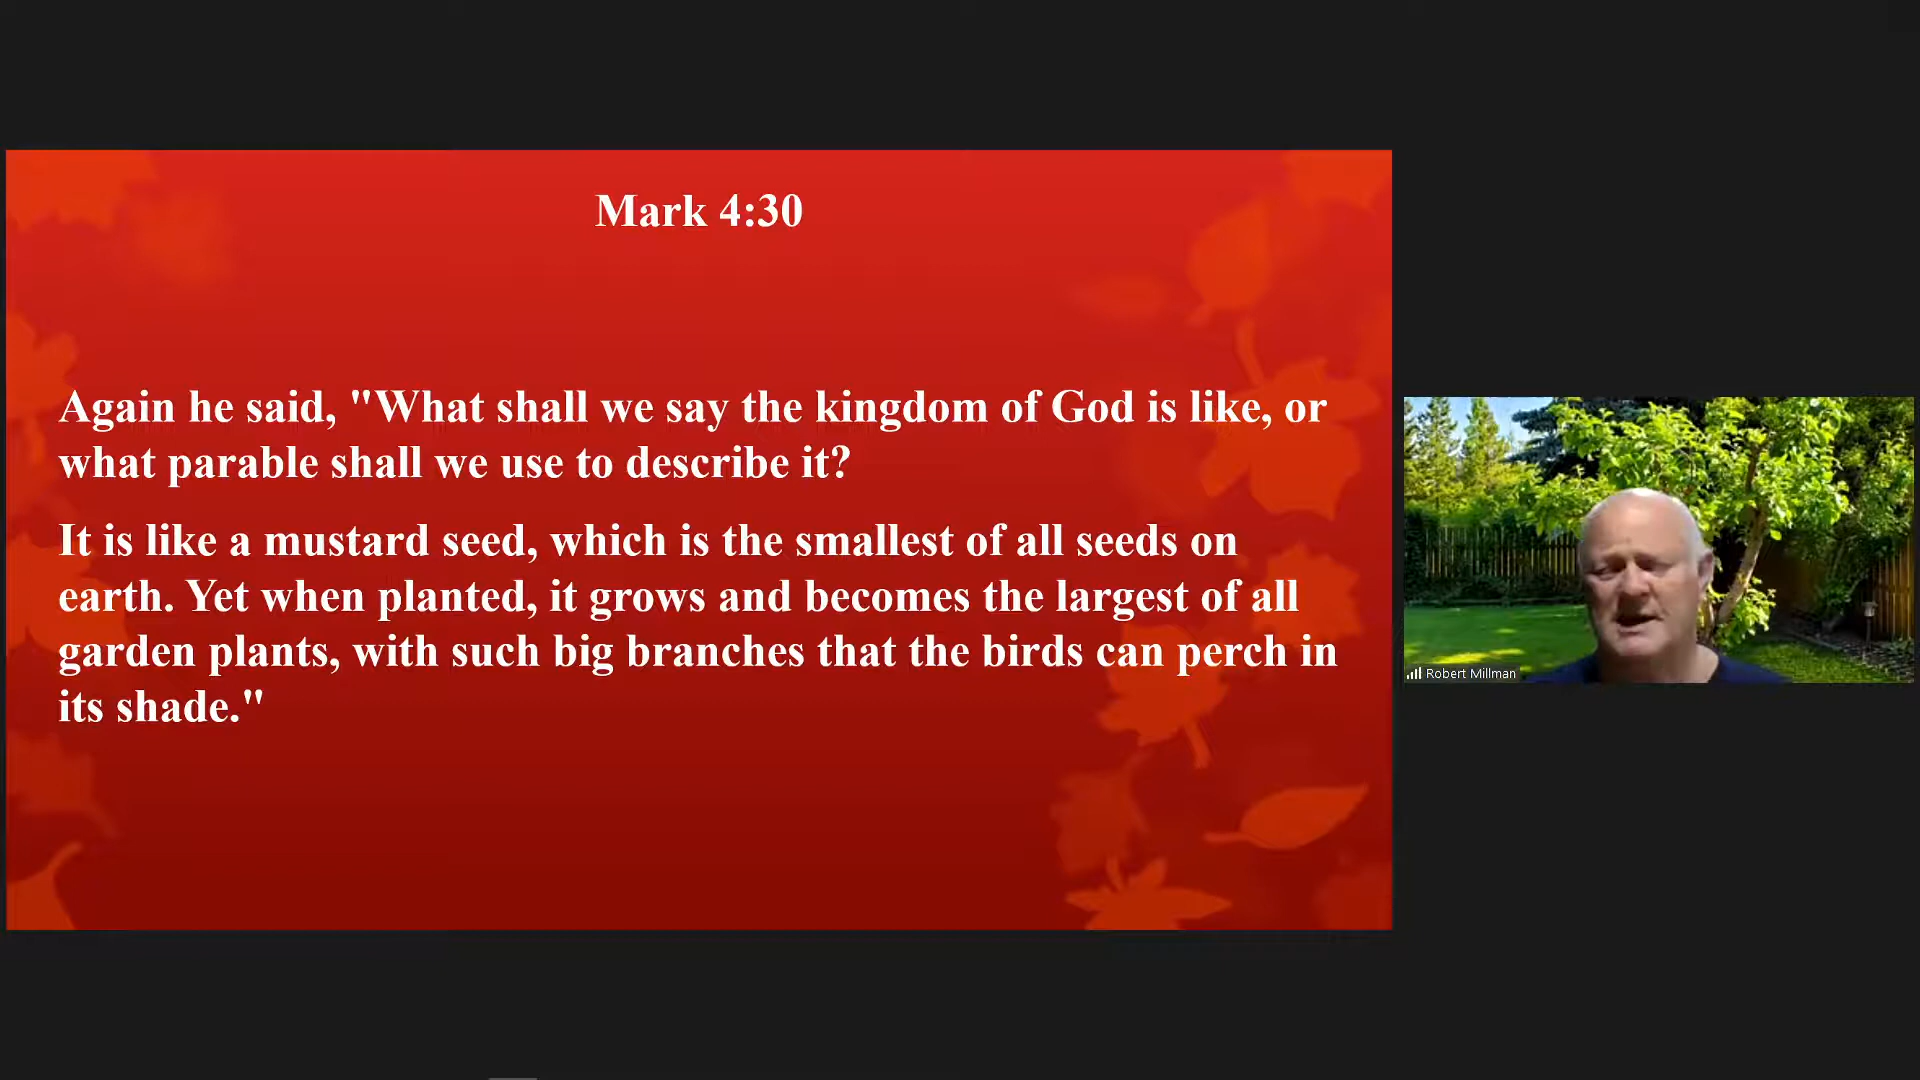 Mark 4:30
Again he said, "What shall we say the kingdom of God is like, or
what parable shall we use to describe it?
It is like a mustard seed, which is the smallest of all seeds on
earth. Yet when planted, it grows and becomes the largest of all
garden plants, with such big branches that the birds can perch in
its shade."
Robert Millman